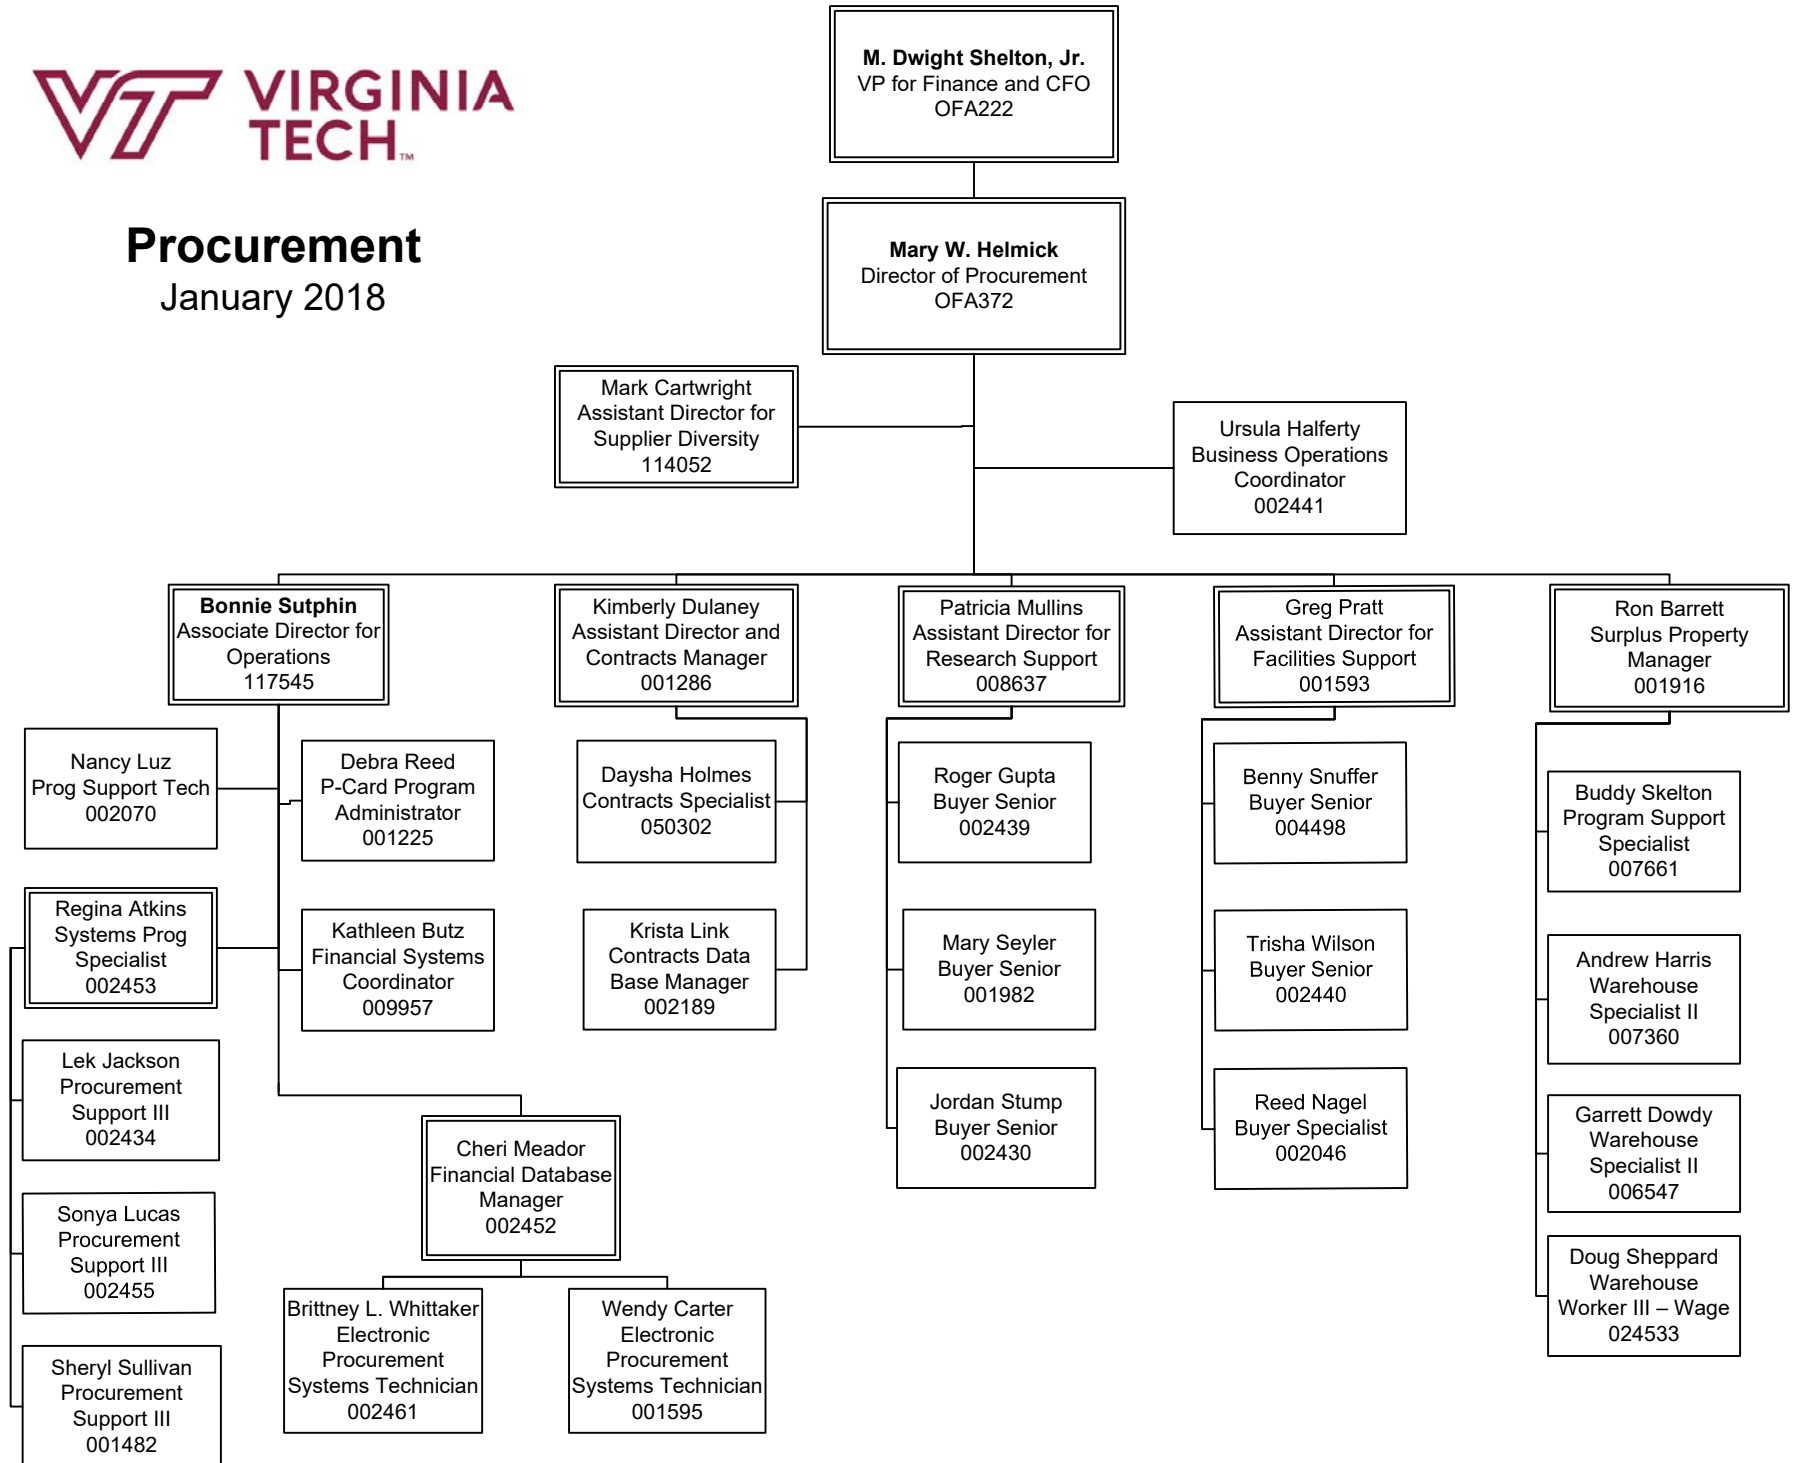 VT VIRGINIA
TECH™
Procurement
January 2018
M. Dwight Shelton, Jr.
VP for Finance and CFO
OFA222
Mary W. Helmick
Director of Procurement
OFA372
Mark Cartwright
Assistant Director for
Supplier Diversity
114052
Ursula Halferty
Business Operations
Coordinator
002441
Bonnie Sutphin
Associate Director for
Operations
117545
Kimberly Dulaney
Assistant Director and
Contracts Manager
001286
Patricia Mullins
Assistant Director for
Research Support
008637
Greg Pratt
Assistant Director for
Facilities Support
001593
Ron Barrett
Surplus Property
Manager
001916
Nancy Luz
Prog Support Tech
002070
Debra Reed
P-Card Program
Administrator
001225
Daysha Holmes
Contracts Specialist
050302
Roger Gupta
Buyer Senior
002439
Benny Snuffer
Buyer Senior
004498
Buddy Skelton
Program Support
Specialist
007661
Regina Atkins
Systems Prog
Specialist
002453
Kathleen Butz
Financial Systems
Coordinator
009957
Krista Link
Contracts Data
Base Manager
002189
Mary Seyler
Buyer Senior
001982
Trisha Wilson
Buyer Senior
002440
Andrew Harris
Warehouse
Specialist II
007360
Lek Jackson
Procurement
Support III
002434
Jordan Stump
Buyer Senior
002430
Reed Nagel
Buyer Specialist
002046
Garrett Dowdy
Warehouse
Specialist II
006547
Cheri Meador
Financial Database
Manager
002452
Sonya Lucas
Procurement
Support III
002455
Doug Sheppard
Warehouse
Worker III – Wage
024533
Brittney L. Whittaker
Electronic
Procurement
Systems Technician
002461
Wendy Carter
Electronic
Procurement
Systems Technician
001595
Sheryl Sullivan
Procurement
Support III
001482